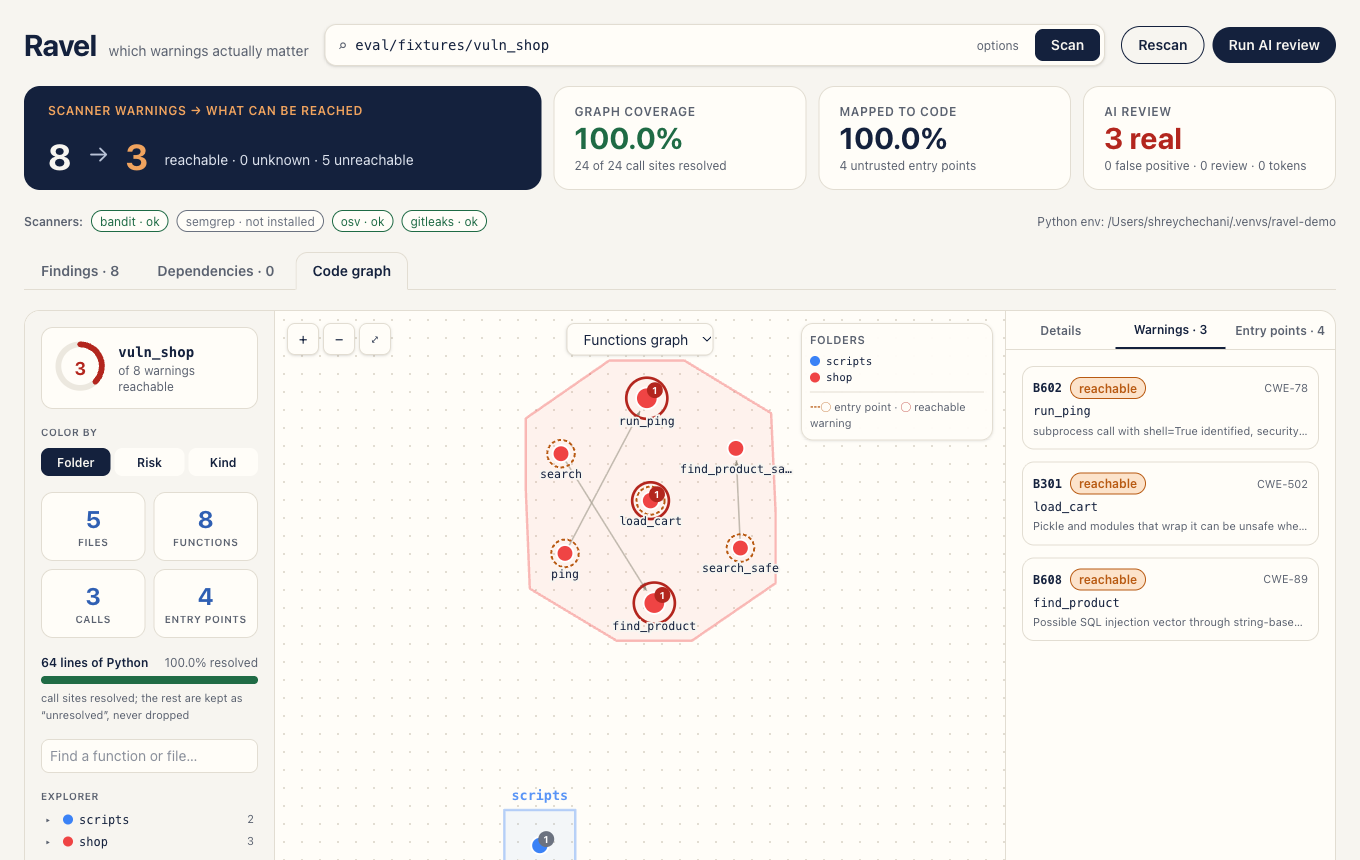 Ravel which warnings actually matter
⌕ eval/fixtures/vuln_shop options Scan Rescan Run AI review
SCANNER WARNINGS → WHAT CAN BE REACHED
8 → 3 reachable · 0 unknown · 5 unreachable
GRAPH COVERAGE
100.0%
24 of 24 call sites resolved
MAPPED TO CODE
100.0%
4 untrusted entry points
AI REVIEW
3 real
0 false positive · 0 review · 0 tokens
Scanners: bandit · ok semgrep · not installed osv · ok gitleaks · ok Python env: /Users/shreychechani/.venvs/ravel-demo
Findings · 8 Dependencies · 0 Code graph
3
vuln_shop
of 8 warnings
reachable
COLOR BY
Folder Risk Kind
5
FILES
8
FUNCTIONS
3
CALLS
4
ENTRY POINTS
64 lines of Python 100.0% resolved
call sites resolved; the rest are kept as
“unresolved”, never dropped
Find a function or file…
EXPLORER
▸ scripts 2
▸ shop 3
+ − ⤢
Functions graph
FOLDERS
scripts
shop
entry point · reachable
warning
1
run_ping
search
find_product_sa…
1
load_cart
ping
search_safe
1
find_product
scripts
1
Details Warnings · 3 Entry points · 4
B602 reachable CWE-78
run_ping
subprocess call with shell=True identified, security…
B301 reachable CWE-502
load_cart
Pickle and modules that wrap it can be unsafe whe…
B608 reachable CWE-89
find_product
Possible SQL injection vector through string-base…